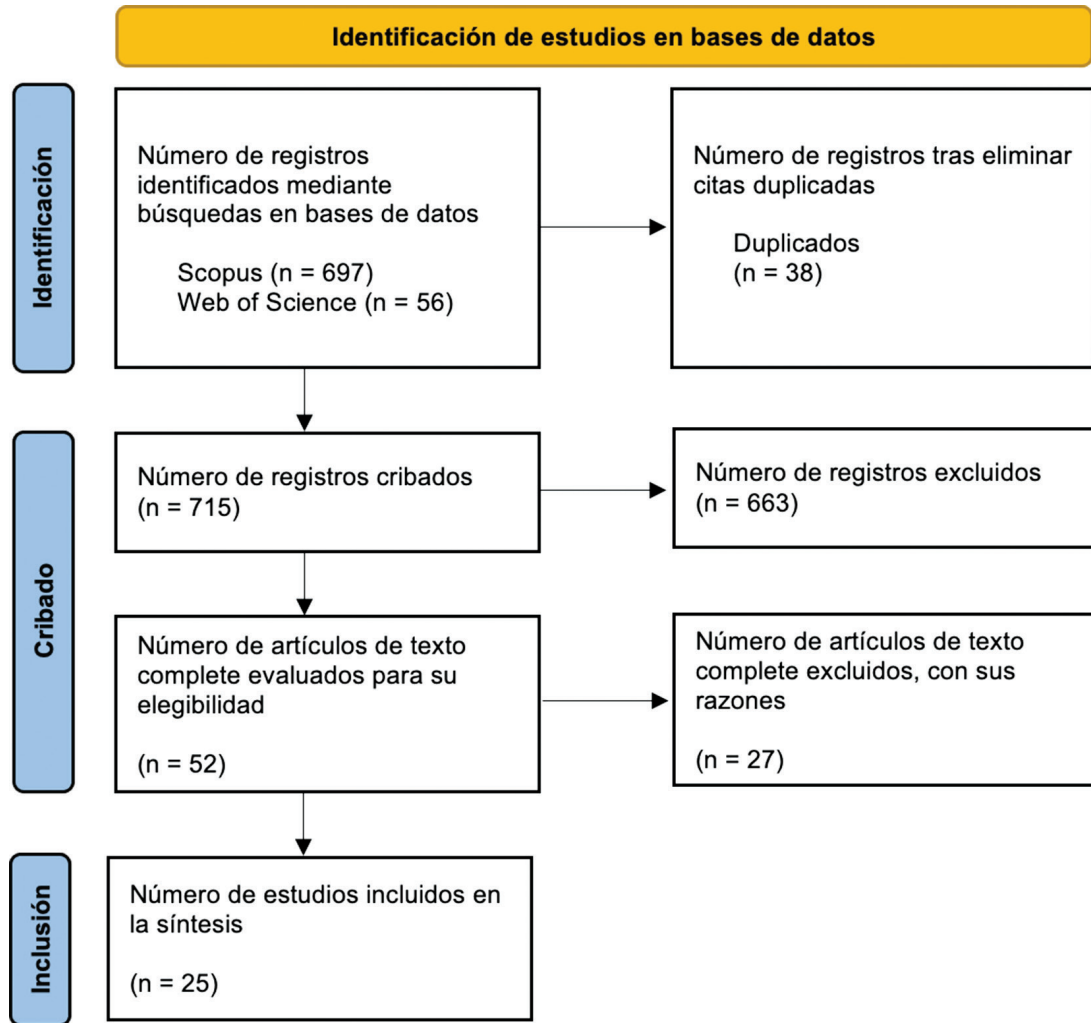 Identificación de estudios en bases de datos
Identificación
Número de registros
identificados mediante
búsquedas en bases de datos
Scopus (n = 697)
Web of Science (n = 56)
Número de registros tras eliminar
citas duplicadas
Duplicados
(n = 38)
Cribado
Número de registros cribados
(n = 715)
Número de registros excluidos
(n = 663)
Número de artículos de texto
complete evaluados para su
elegibilidad
(n = 52)
Número de artículos de texto
complete excluidos, con sus
razones
(n = 27)
Inclusión
Número de estudios incluidos en
la síntesis
(n = 25)